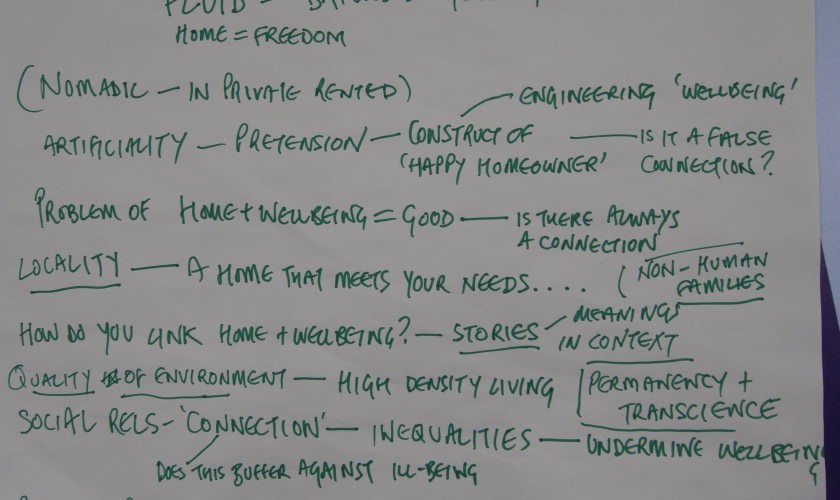 FLUID =
HOME = FREEDOM
(NOMADIC — IN PRIVATE RENTED)
ENGINEERING 'WELLBEING'
ARTIFICIALITY — PRETENSION — CONSTRUCT OF — IS IT A FALSE
'HAPPY HOMEOWNER' CONNECTION?
PROBLEM OF HOME + WELLBEING = GOOD — IS THERE ALWAYS
A CONNECTION
LOCALITY — A HOME THAT MEETS YOUR NEEDS.... (NON-HUMAN
FAMILIES
HOW DO YOU LINK HOME + WELLBEING? — STORIES — MEANINGS
IN CONTEXT
QUALITY OF ENVIRONMENT — HIGH DENSITY LIVING PERMANENCY +
TRANSCIENCE
SOCIAL RELS - 'CONNECTION' — INEQUALITIES — UNDERMINE WELLBEING
DOES THIS BUFFER AGAINST ILL-BEING